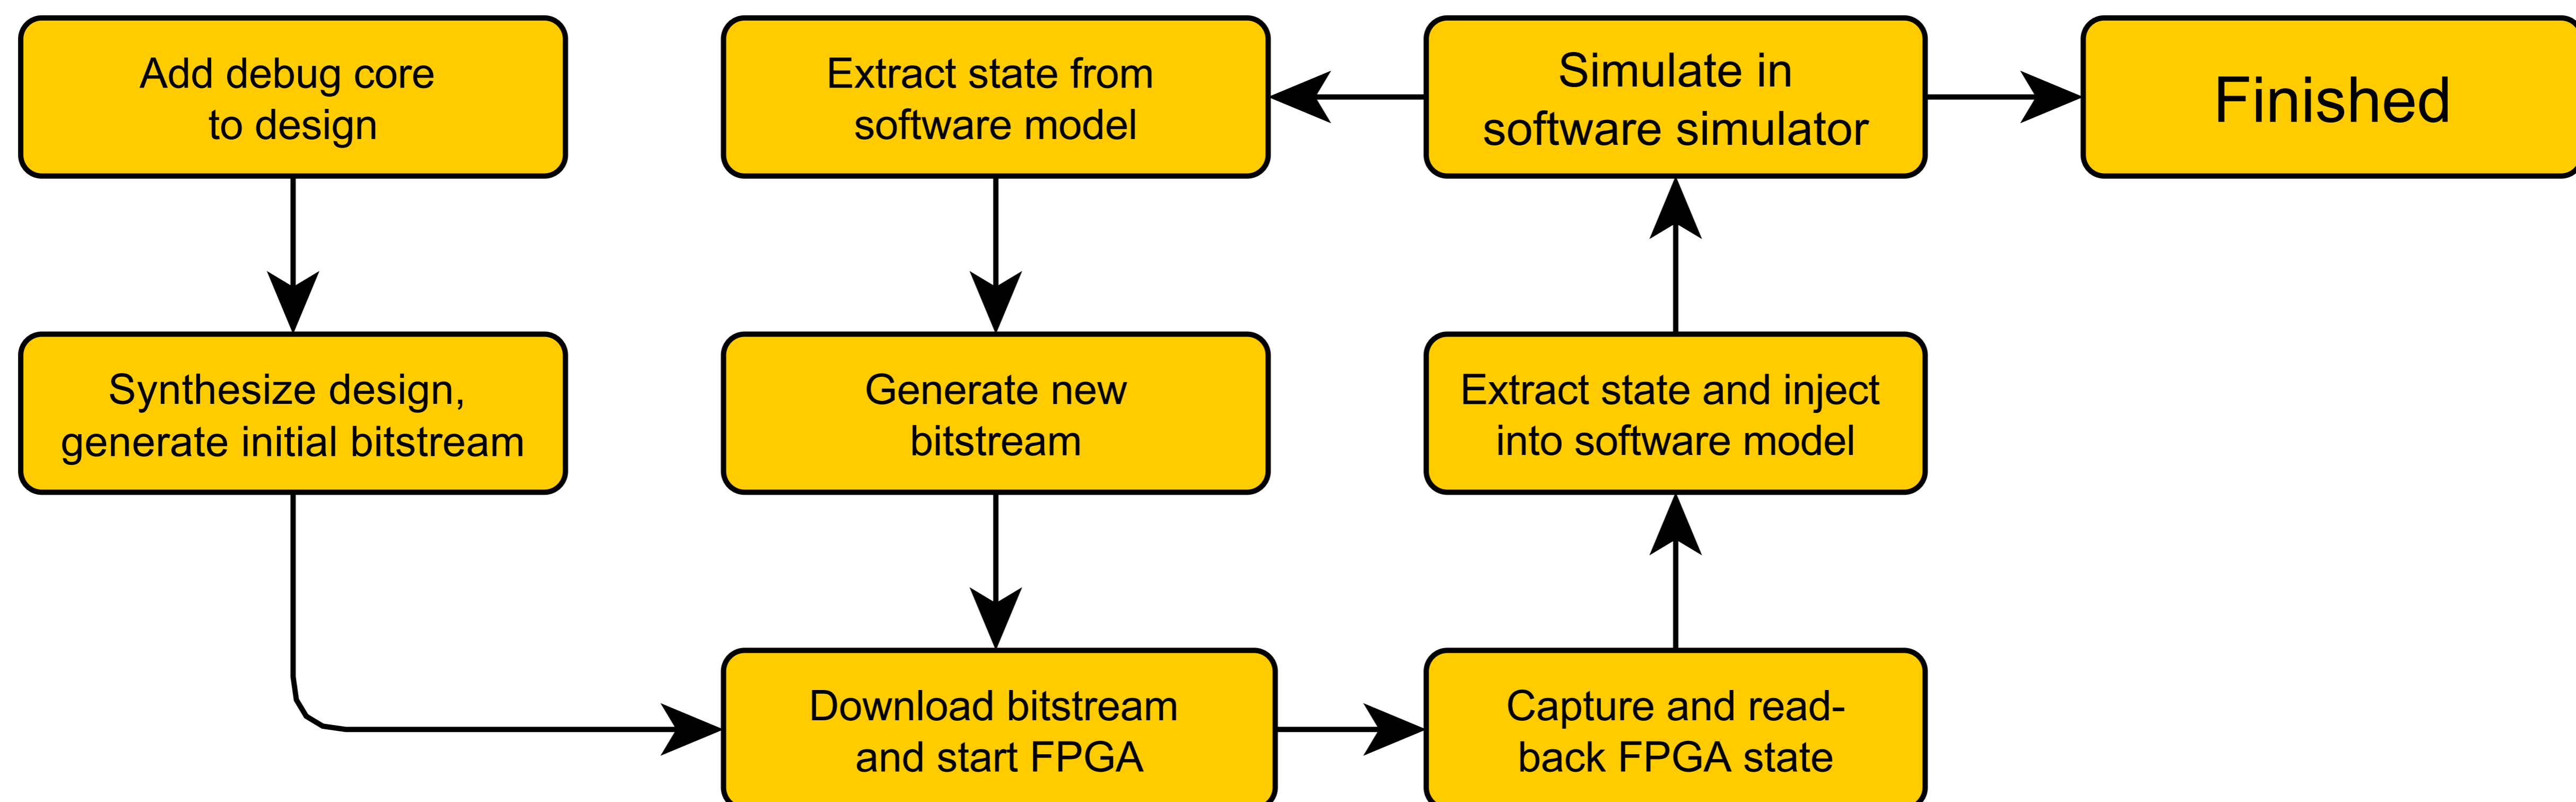 Add debug core
to design
Extract state from
software model
Simulate in
software simulator
Finished
Synthesize design,
generate initial bitstream
Generate new
bitstream
Extract state and inject
into software model
Download bitstream
and start FPGA
Capture and read-
back FPGA state